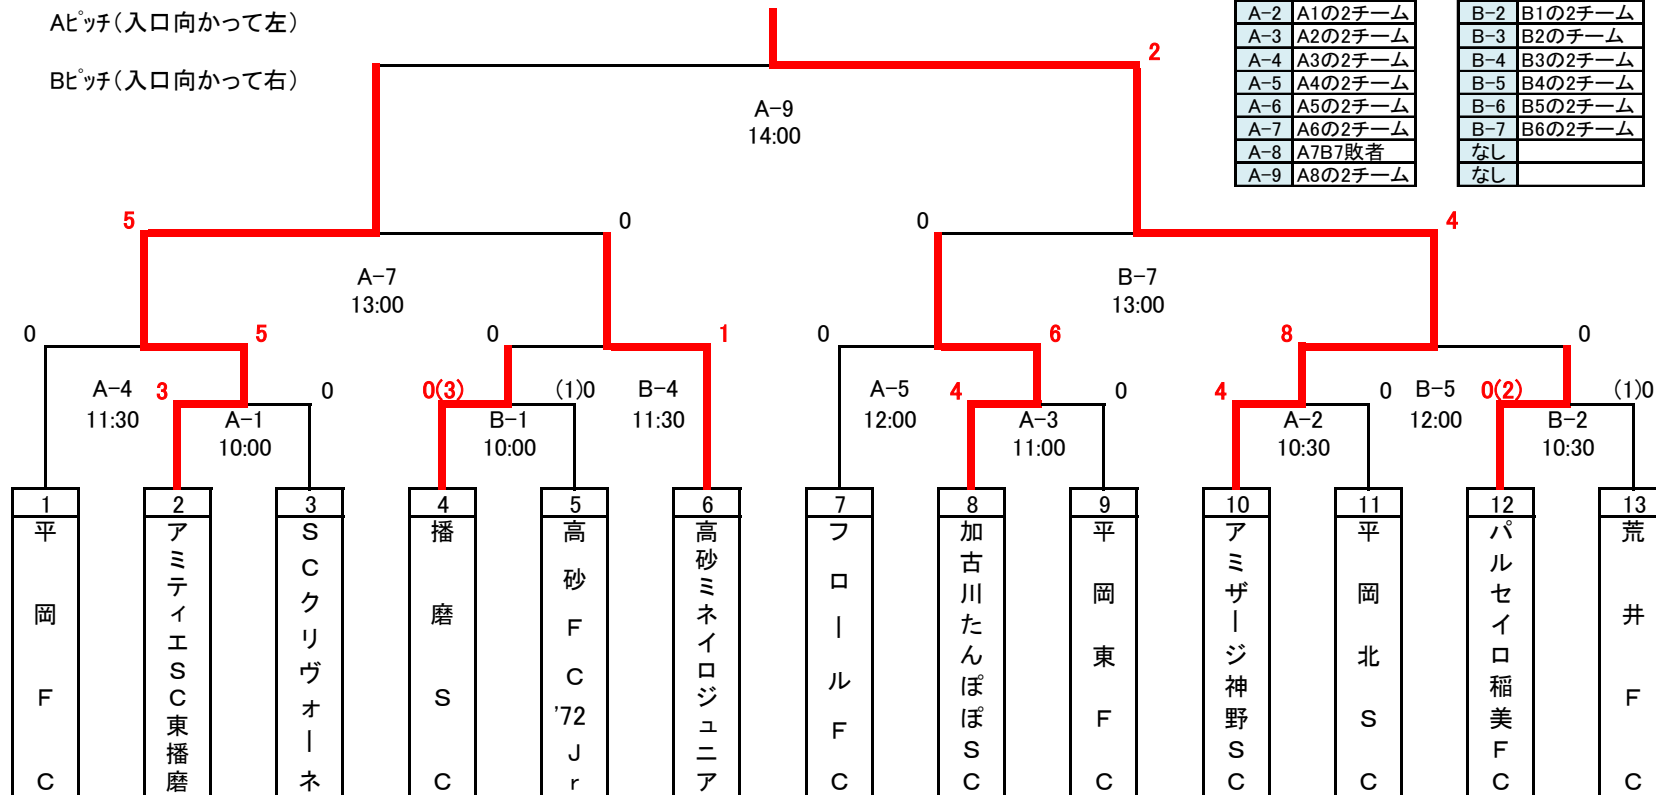 Aピッチ(入口向かって左)
Bピッチ(入口向かって右)
A-2 A1の2チーム B-2 B1の2チーム
A-3 A2の2チーム B-3 B2のチーム
A-4 A3の2チーム B-4 B3の2チーム
A-5 A4の2チーム B-5 B4の2チーム
A-6 A5の2チーム B-6 B5の2チーム
A-7 A6の2チーム B-7 B6の2チーム
A-8 A7B7敗者 なし
A-9 A8の2チーム なし
2
A-9
14:00
5 0 0 4
A-7 B-7
13:00 13:00
0 5 0 1 0 6 8 0
A-4 3 0 0(3) (1)0 B-4 A-5 4 0 4 0 B-5 0(2) (1)0
11:30 A-1 B-1 11:30 12:00 A-3 A-2 12:00 B-2
10:00 10:00 11:00 10:30 10:30
1 2 3 4 5 6 7 8 9 10 11 12 13
平岡FC
アミティエSC東播磨
SCクリヴォーネ
播磨SC
高砂FC'72Jr
高砂ミネイロジュニア
フロールFC
加古川たんぽぽSC
平岡東FC
アミザージ神野SC
平岡北SC
パルセイロ稲美FC
荒井FC